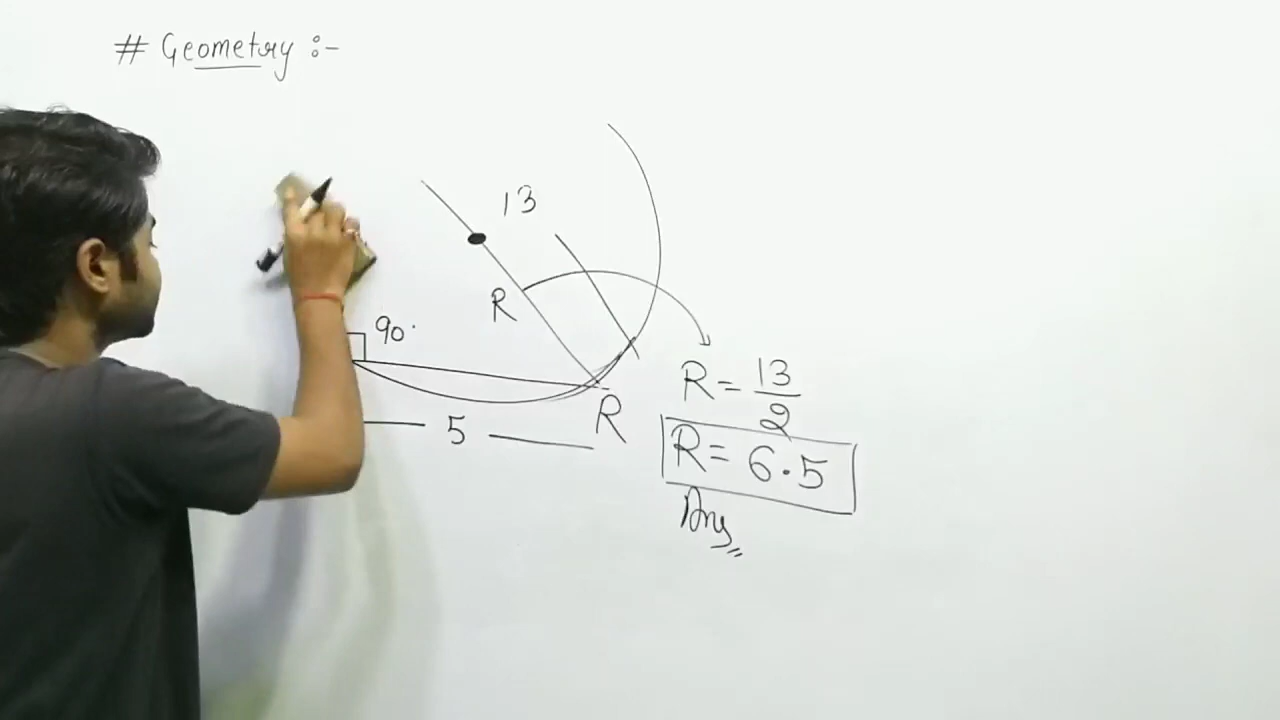 # Geometry :-
13
R
90°
R = 13/2
R
5
R = 6.5
Ans